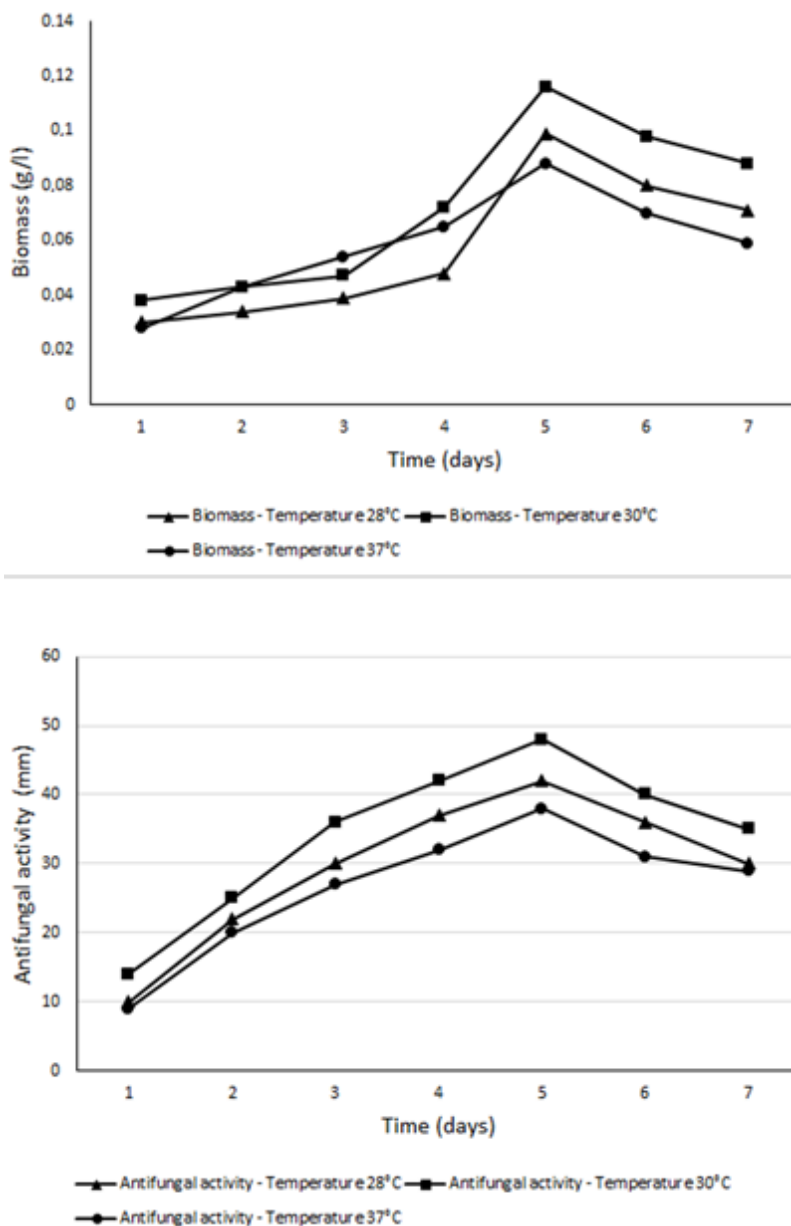 0.14
0,12
0,1
0,08
0,06
0,04
0,02
0
Biomass (g/l)
1 2 3 4 5 6 7
Time (days)
Biomass - Temperature 28°C Biomass - Temperature 30°C
Biomass - Temperature 37°C
60
50
40
30
20
10
0
Antifungal activity (mm)
1 2 3 4 5 6 7
Time (days)
Antifungal activity - Temperature 28°C Antifungal activity - Temperature 30°C
Antifungal activity - Temperature 37°C